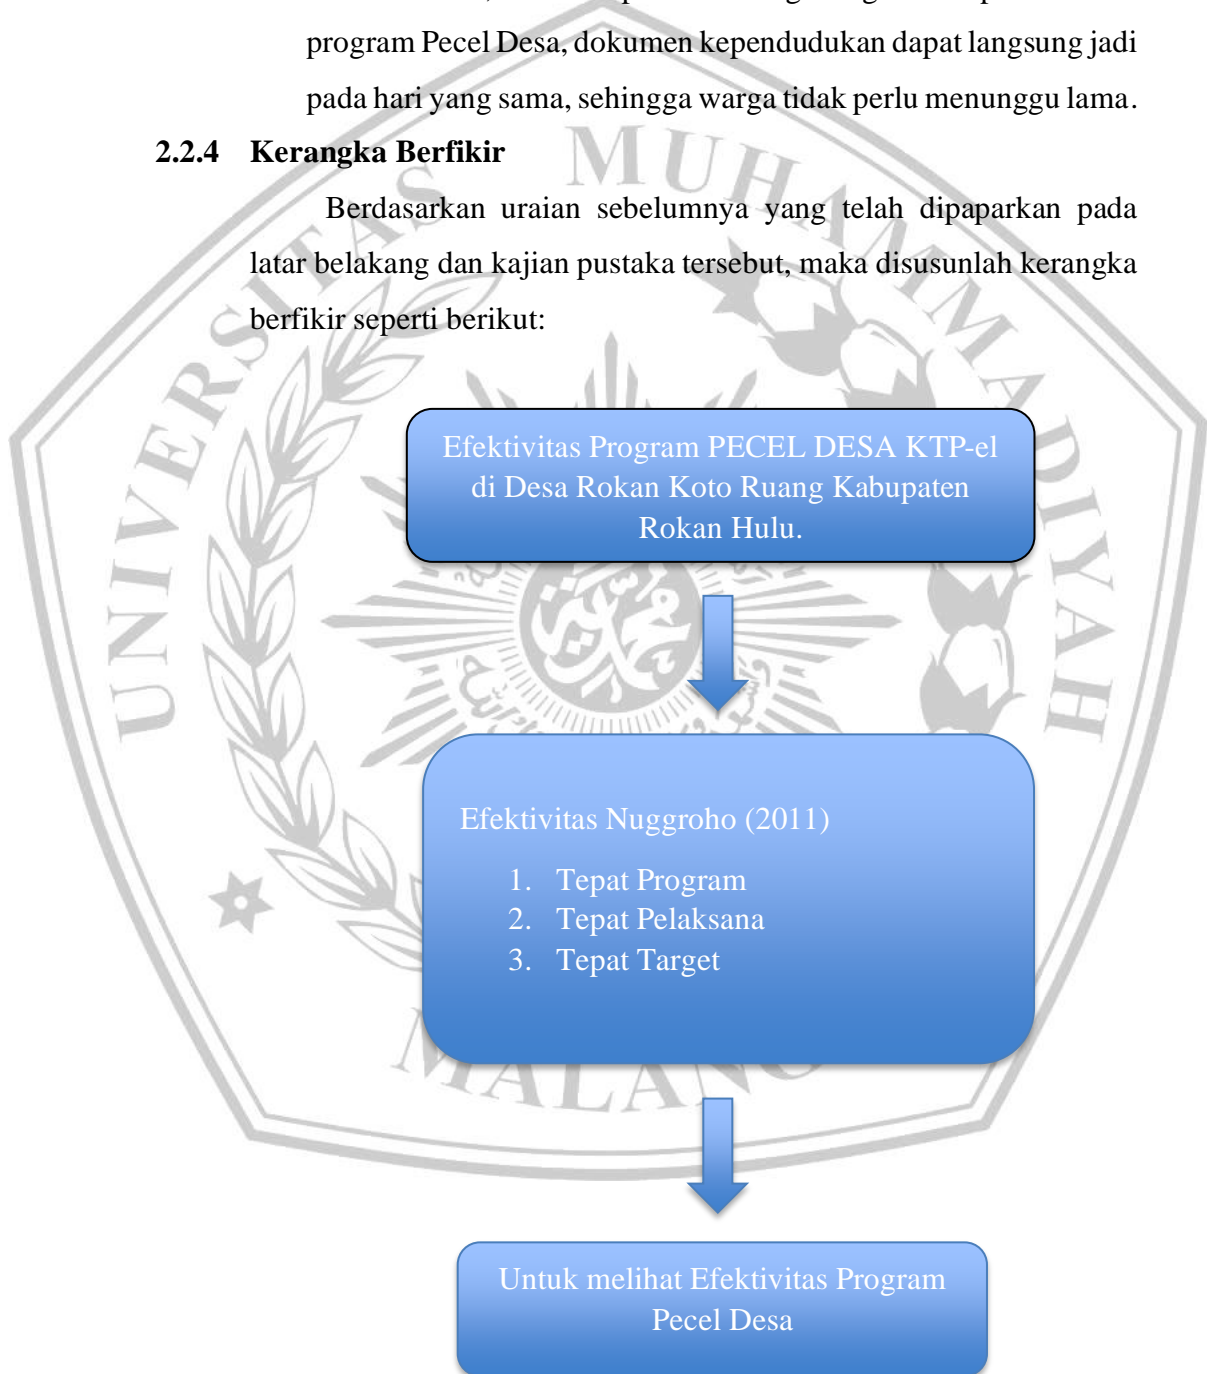 program Pecel Desa, dokumen kependudukan dapat langsung jadi
pada hari yang sama, sehingga warga tidak perlu menunggu lama.
2.2.4 Kerangka Berfikir
Berdasarkan uraian sebelumnya yang telah dipaparkan pada
latar belakang dan kajian pustaka tersebut, maka disusunlah kerangka
berfikir seperti berikut:
UNIVERSITAS MUHAMMADIYAH
Efektivitas Program PECEL DESA KTP-el
di Desa Rokan Koto Ruang Kabupaten
Rokan Hulu.
Efektivitas Nuggroho (2011)
1. Tepat Program
2. Tepat Pelaksana
3. Tepat Target
MALANG
Untuk melihat Efektivitas Program
Pecel Desa